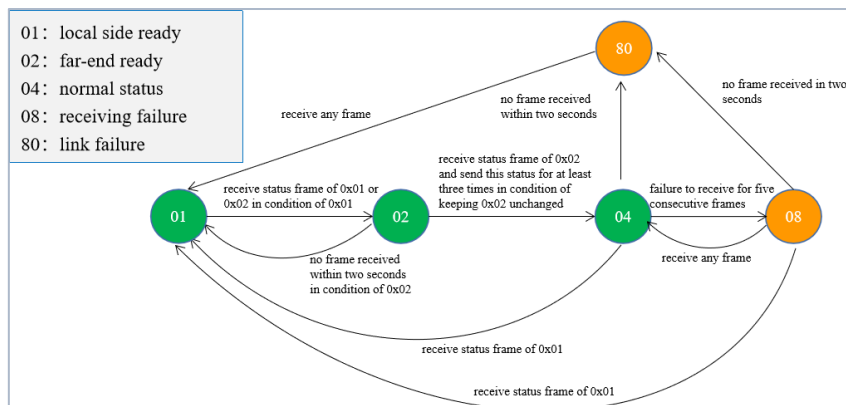 01：local side ready
02：far-end ready
04：normal status
08：receiving failure
80：link failure
80
no frame received in two
seconds
no frame received
within two seconds
receive any frame
receive status frame of 0x02
and send this status for at least
three times in condition of
keeping 0x02 unchanged
receive status frame of 0x01 or
0x02 in condition of 0x01
failure to receive for five
consecutive frames
01
02
04
08
no frame received
within two seconds
in condition of 0x02
receive any frame
receive status frame of 0x01
receive status frame of 0x01